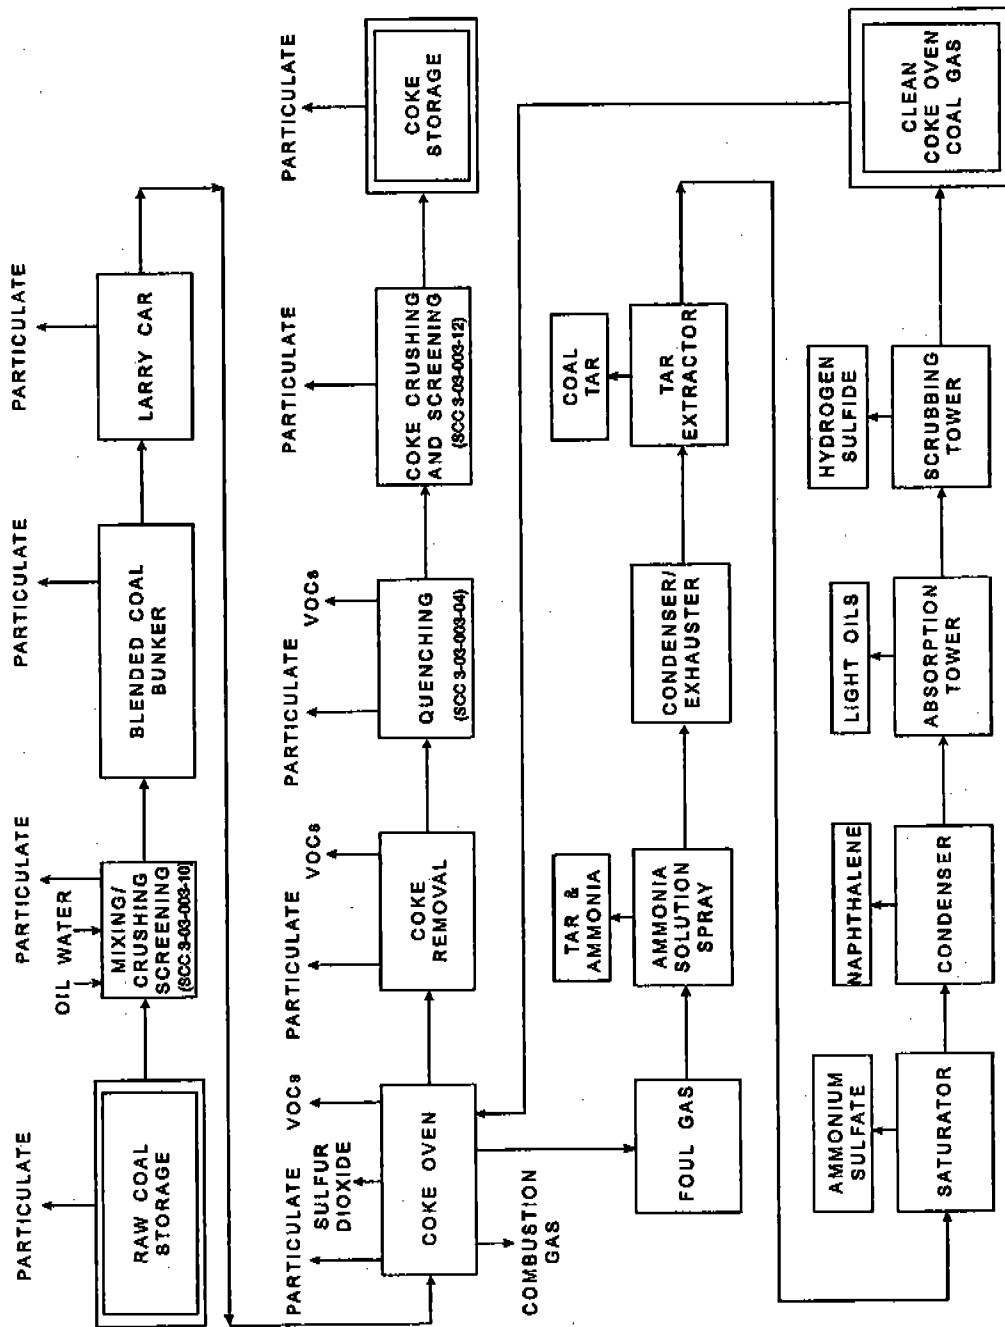 PARTICULATE
RAW COAL
STORAGE
OIL WATER
PARTICULATE
MIXING/
CRUSHING
SCREENING
(SCC 3-03-003-10)
PARTICULATE
BLENDED COAL
BUNKER
PARTICULATE
LARRY CAR
PARTICULATE
SULFUR
DIOXIDE
VOCs
COKE OVEN
COMBUSTION
GAS
PARTICULATE
VOCs
COKE
REMOVAL
PARTICULATE
VOCs
QUENCHING
(SCC 3-03-003-04)
PARTICULATE
COKE CRUSHING
AND SCREENING
(SCC 3-03-003-12)
PARTICULATE
COKE
STORAGE
FOUL GAS
TAR &
AMMONIA
AMMONIA
SOLUTION
SPRAY
CONDENSER/
EXHAUSTER
COAL
TAR
TAR
EXTRACTOR
AMMONIUM
SULFATE
SATURATOR
NAPHTHALENE
CONDENSER
LIGHT OILS
ABSORPTION
TOWER
HYDROGEN
SULFIDE
SCRUBBING
TOWER
CLEAN
COKE OVEN
COAL GAS